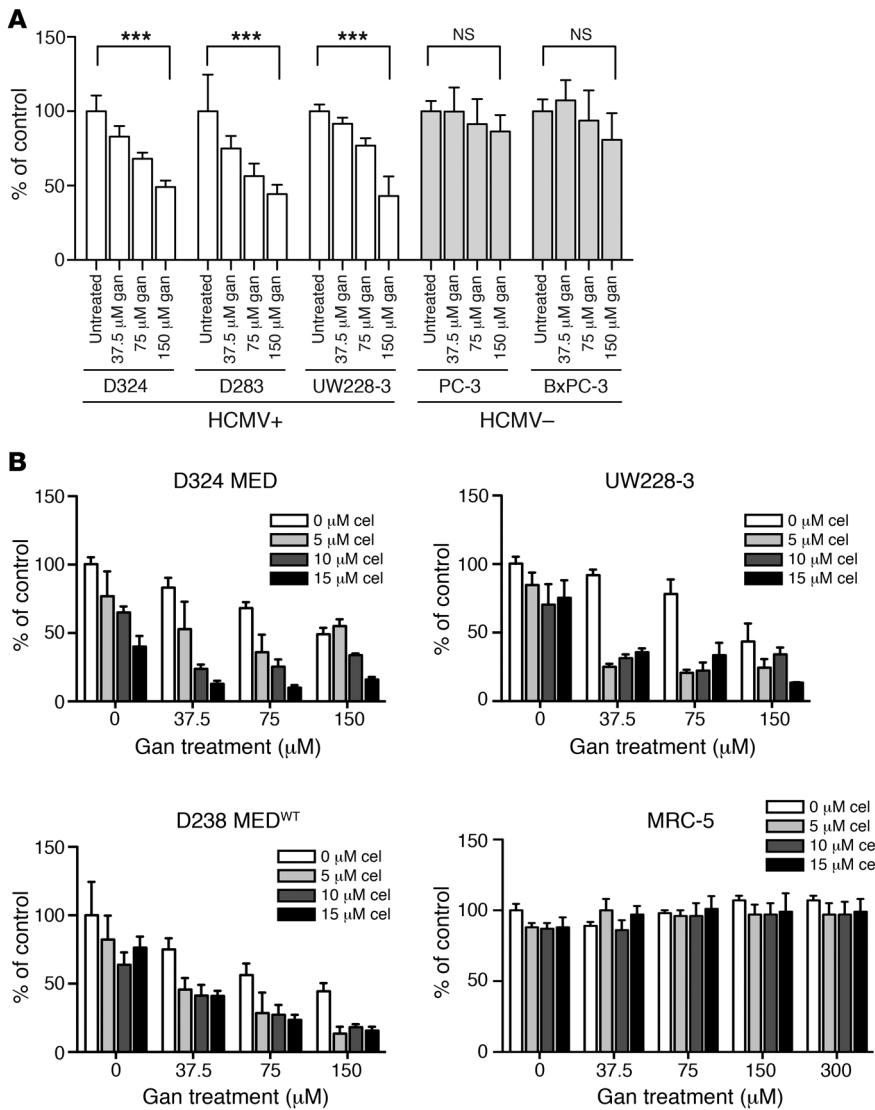 A
150
100
50
0
% of control
*** *** *** NS NS
Untreated 37.5 μM gan 75 μM gan 150 μM gan Untreated 37.5 μM gan 75 μM gan 150 μM gan Untreated 37.5 μM gan 75 μM gan 150 μM gan Untreated 37.5 μM gan 75 μM gan 150 μM gan Untreated 37.5 μM gan 75 μM gan 150 μM gan
D324 D283 UW228-3 PC-3 BxPC-3
HCMV+ HCMV–
B
D324 MED
150
100
50
0
% of control
0 μM cel
5 μM cel
10 μM cel
15 μM cel
0 37.5 75 150
Gan treatment (μM)
UW228-3
150
100
50
0
% of control
0 μM cel
5 μM cel
10 μM cel
15 μM cel
0 37.5 75 150
Gan treatment (μM)
D238 MEDWT
150
100
50
0
% of control
0 μM cel
5 μM cel
10 μM cel
15 μM cel
0 37.5 75 150
Gan treatment (μM)
MRC-5
150
100
50
0
% of control
0 μM cel
5 μM cel
10 μM ce
15 μM ce
0 37.5 75 150 300
Gan treatment (μM)